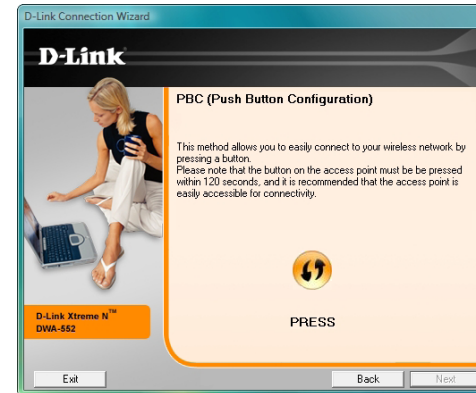 D-Link Connection Wizard
D-Link
PBC (Push Button Configuration)
This method allows you to easily connect to your wireless network by
pressing a button.
Please note that the button on the access point must be be pressed
within 120 seconds, and it is recommended that the access point is
easily accessible for connectivity.
PRESS
D-Link Xtreme N™
DWA-552
Exit
Back
Next